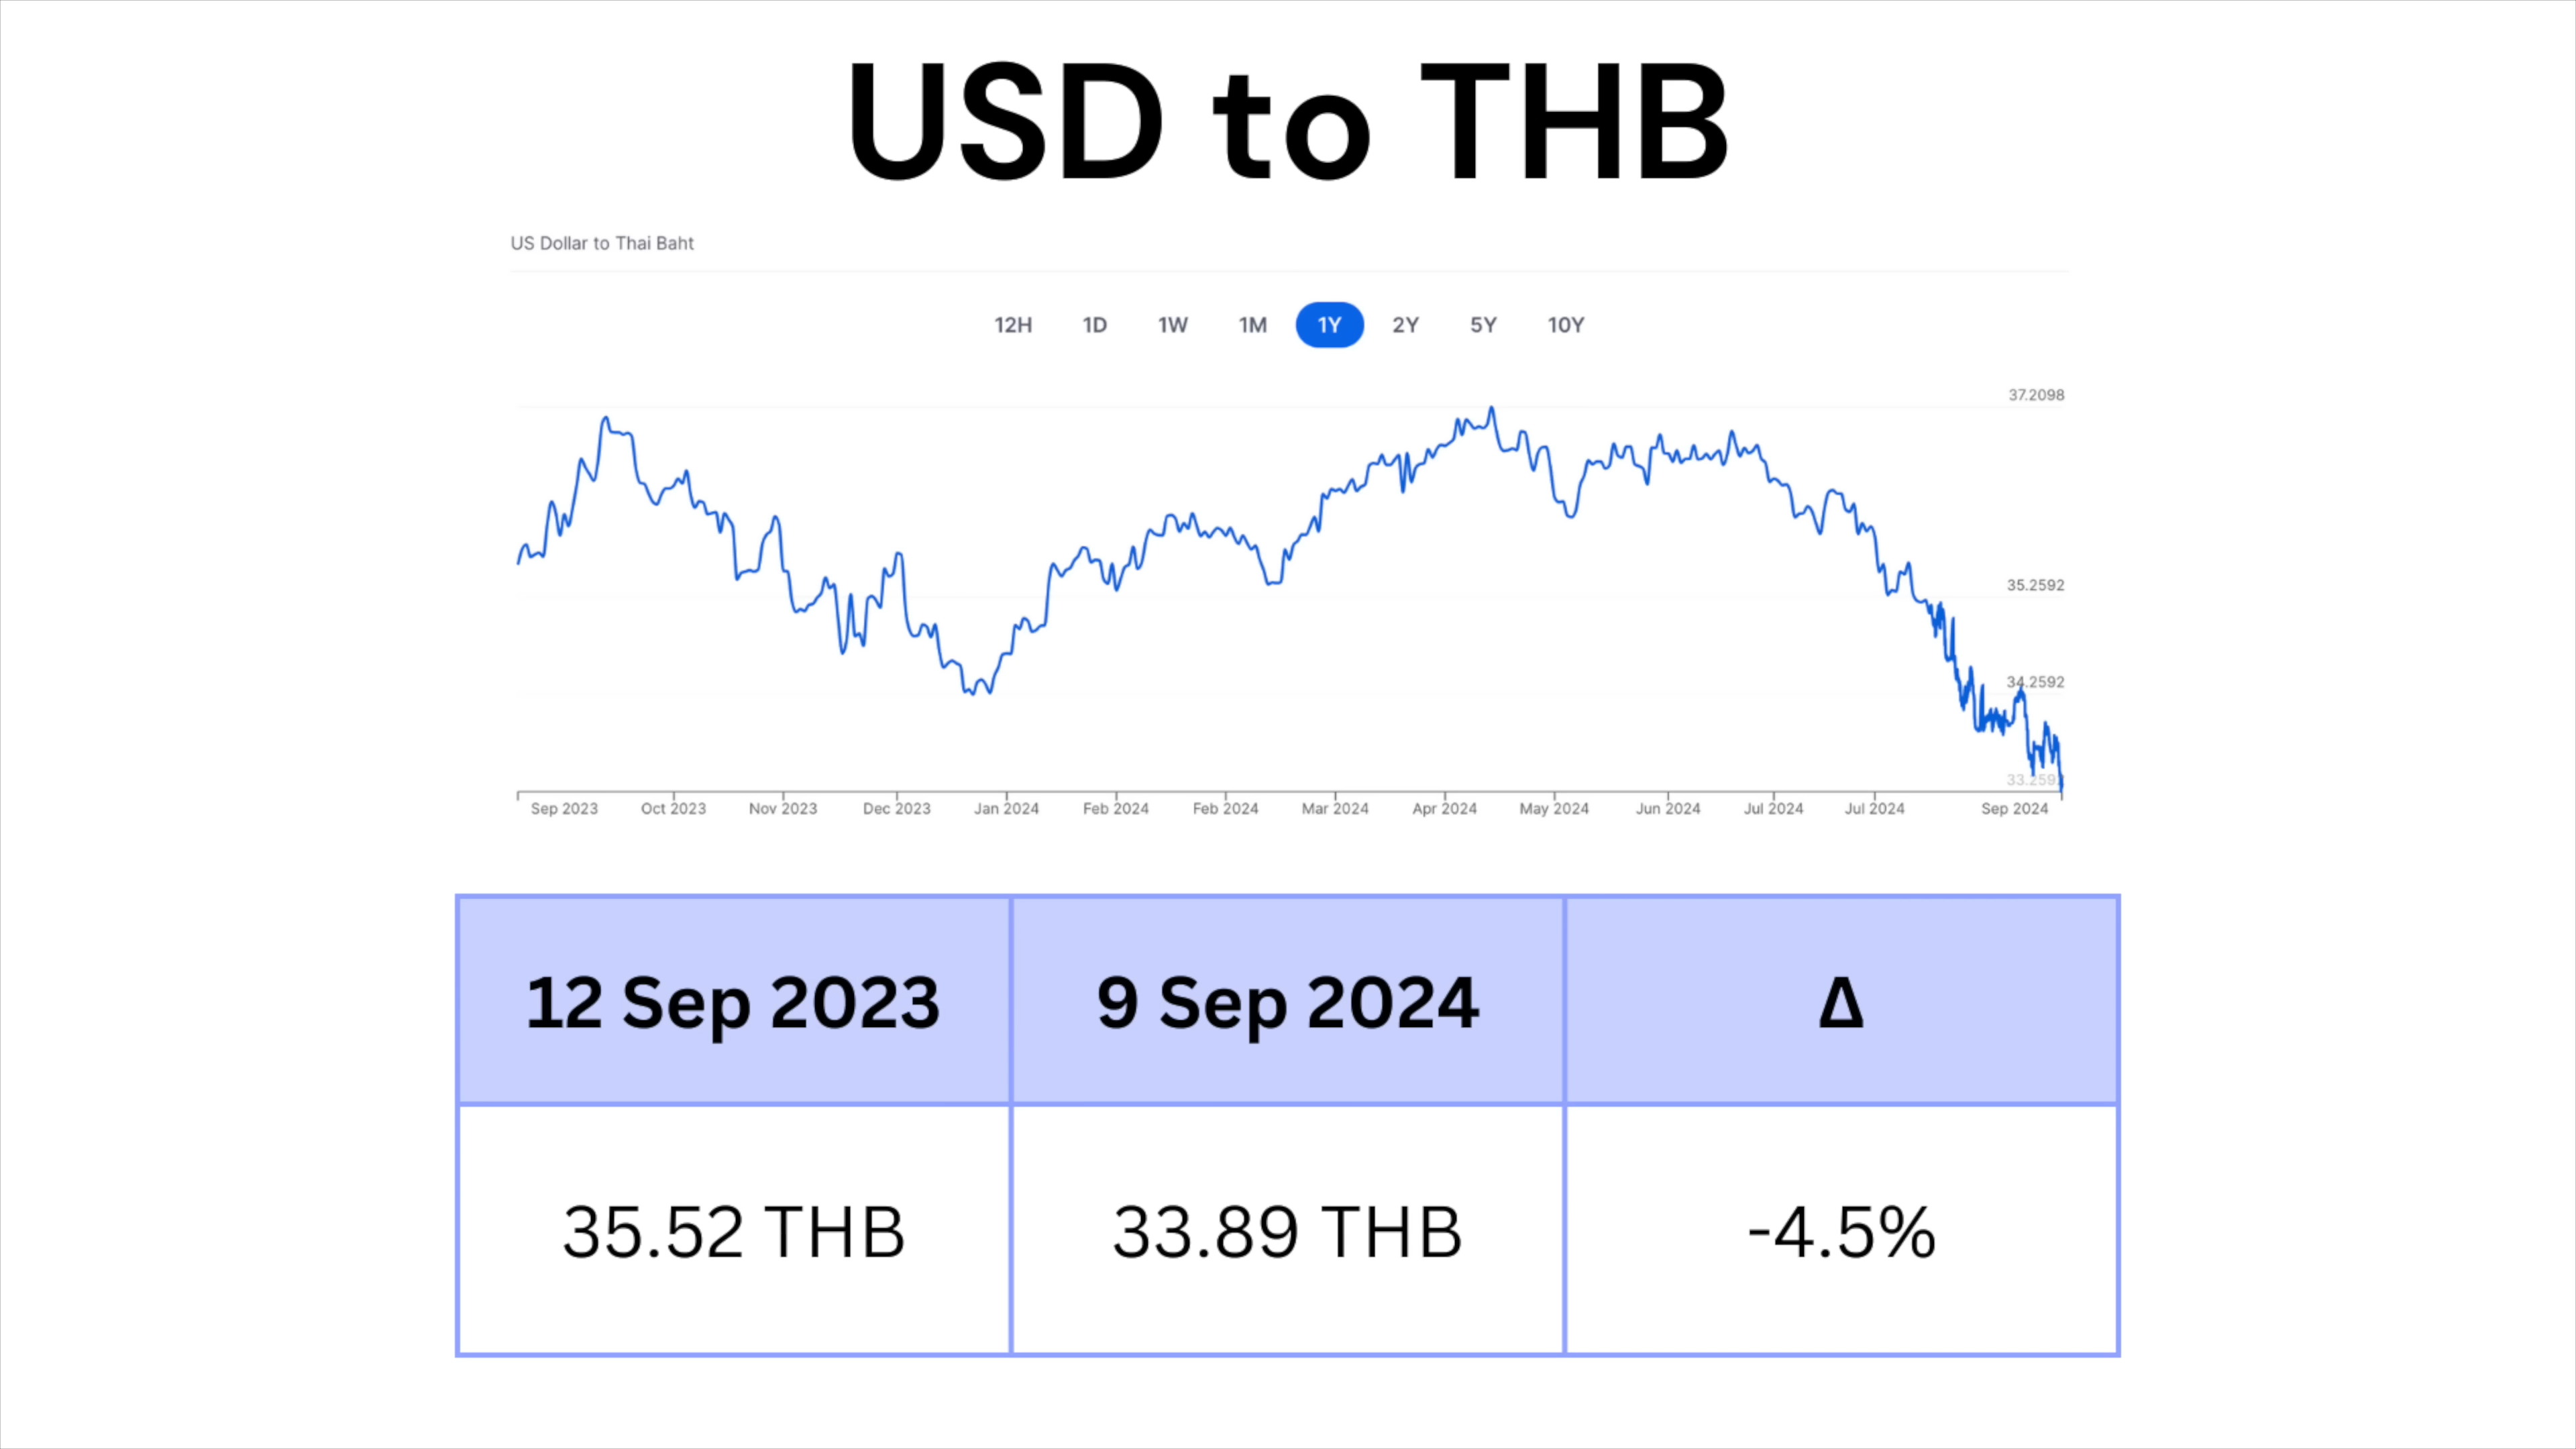 USD to THB
US Dollar to Thai Baht
12H 1D 1W 1M 1Y 2Y 5Y 10Y
37.2098
35.2592
34.2592
Sep 2023 Oct 2023 Nov 2023 Dec 2023 Jan 2024 Feb 2024 Feb 2024 Mar 2024 Apr 2024 May 2024 Jun 2024 Jul 2024 Jul 2024 Sep 2024
12 Sep 2023 9 Sep 2024 Δ
35.52 THB 33.89 THB -4.5%